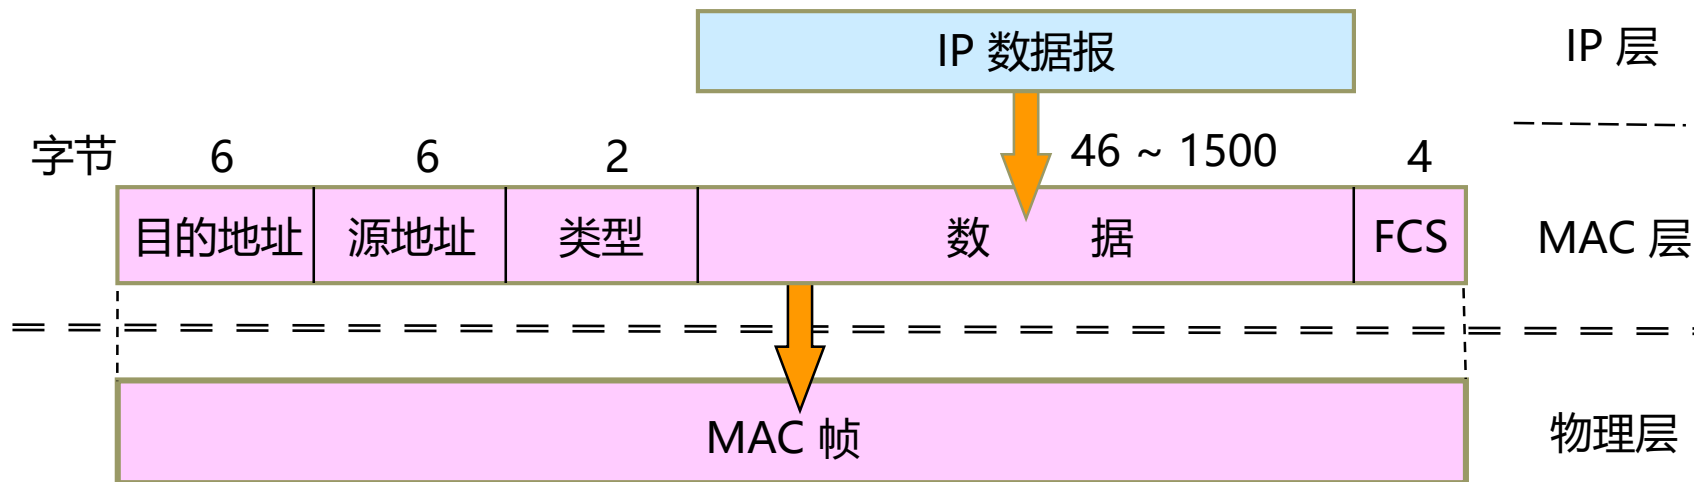 IP 数据报
IP 层
字节 6 6 2 46 ~ 1500 4
目的地址 源地址 类型 数 据 FCS MAC 层
MAC 帧 物理层